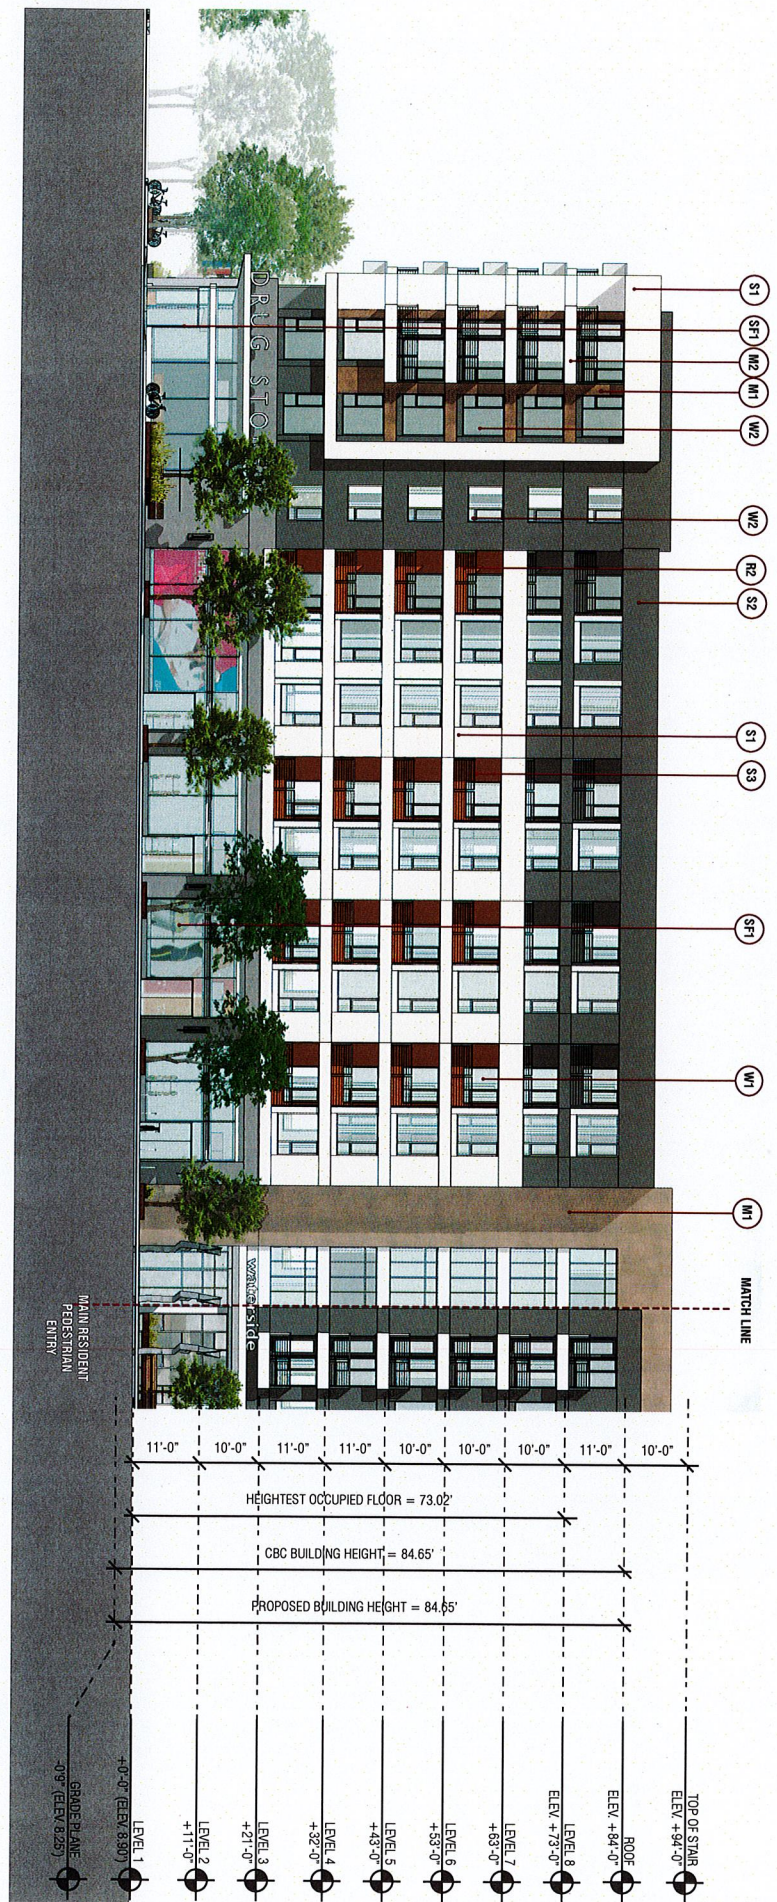 S1
SF1
M2
M1
W2
W2
R2
S2
S1
S3
SF1
W1
M1
MATCH LINE
DRUG STO
waterside
MAIN RESIDENT
PEDESTRIAN
ENTRY
10'-0"
11'-0"
10'-0"
10'-0"
10'-0"
11'-0"
11'-0"
10'-0"
11'-0"
HEIGHTEST OCCUPIED FLOOR = 73.02'
CBC BUILDING HEIGHT = 84.65'
PROPOSED BUILDING HEIGHT = 84.65'
TOP OF STAIR
ELEV. +94'-0"
ROOF
ELEV. +84'-0"
LEVEL 8
ELEV. +73'-0"
LEVEL 7
+63'-0"
LEVEL 6
+53'-0"
LEVEL 5
+43'-0"
LEVEL 4
+32'-0"
LEVEL 3
+21'-0"
LEVEL 2
+11'-0"
LEVEL 1
+0'-0" (ELEV. 8.90')
GRADE PLANE
-0'9" (ELEV. 8.25')